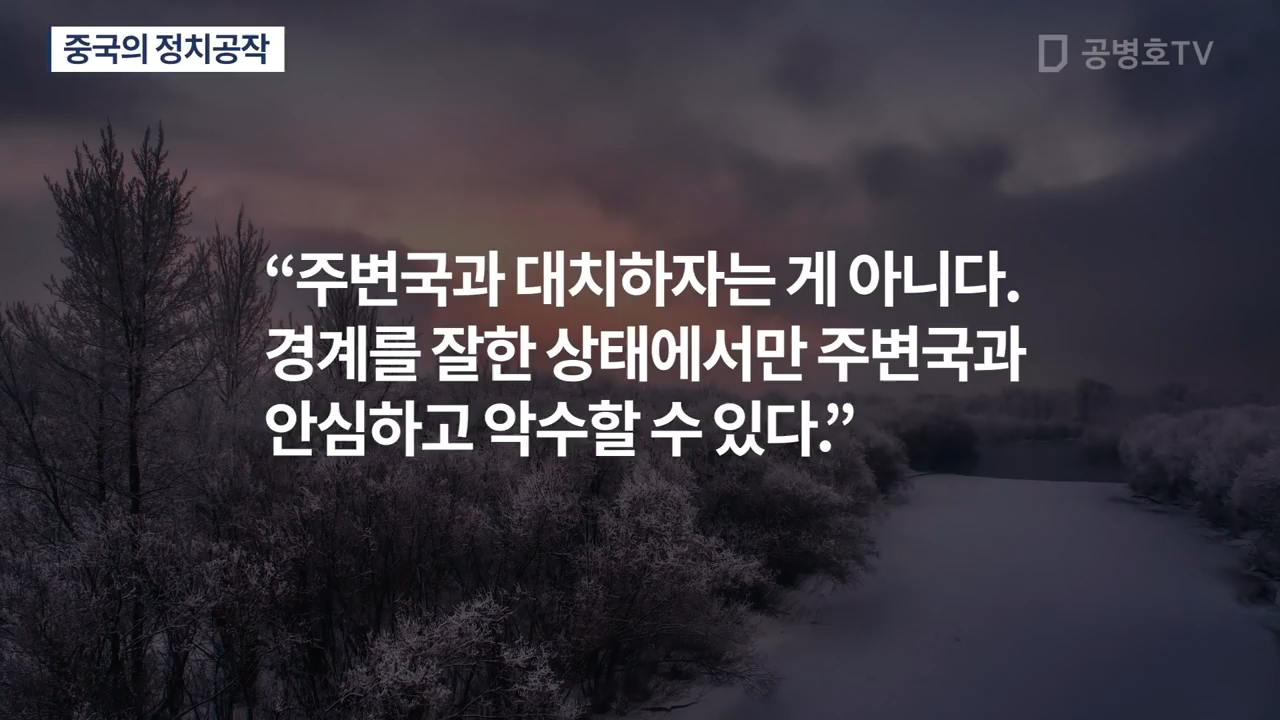 중국의 정치공작
공병호TV
“주변국과 대치하자는 게 아니다.
경계를 잘한 상태에서만 주변국과
안심하고 악수할 수 있다.”